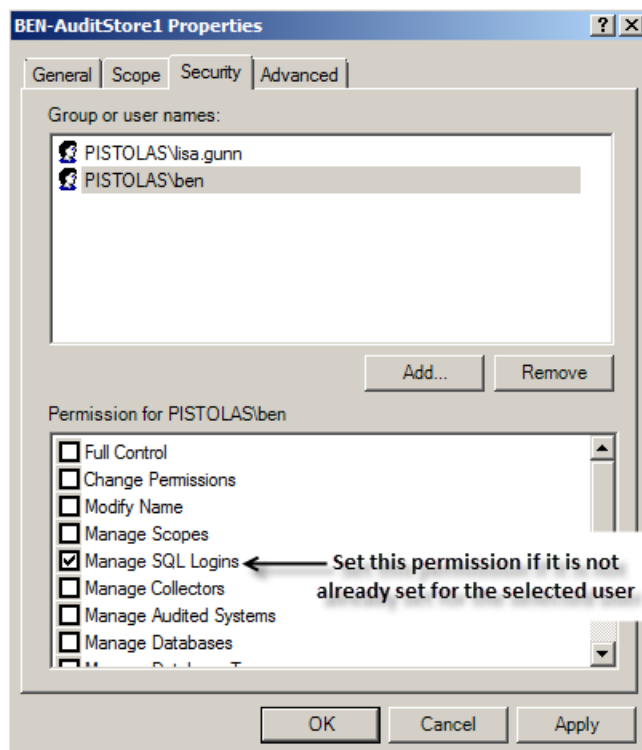 BEN-AuditStore1 Properties
General Scope Security Advanced
Group or user names:
PISTOLAS\lisa.gunn
PISTOLAS\ben
Add... Remove
Permission for PISTOLAS\ben
Full Control
Change Permissions
Modify Name
Manage Scopes
Manage SQL Logins
Set this permission if it is not
already set for the selected user
Manage Collectors
Manage Audited Systems
Manage Databases
OK Cancel Apply